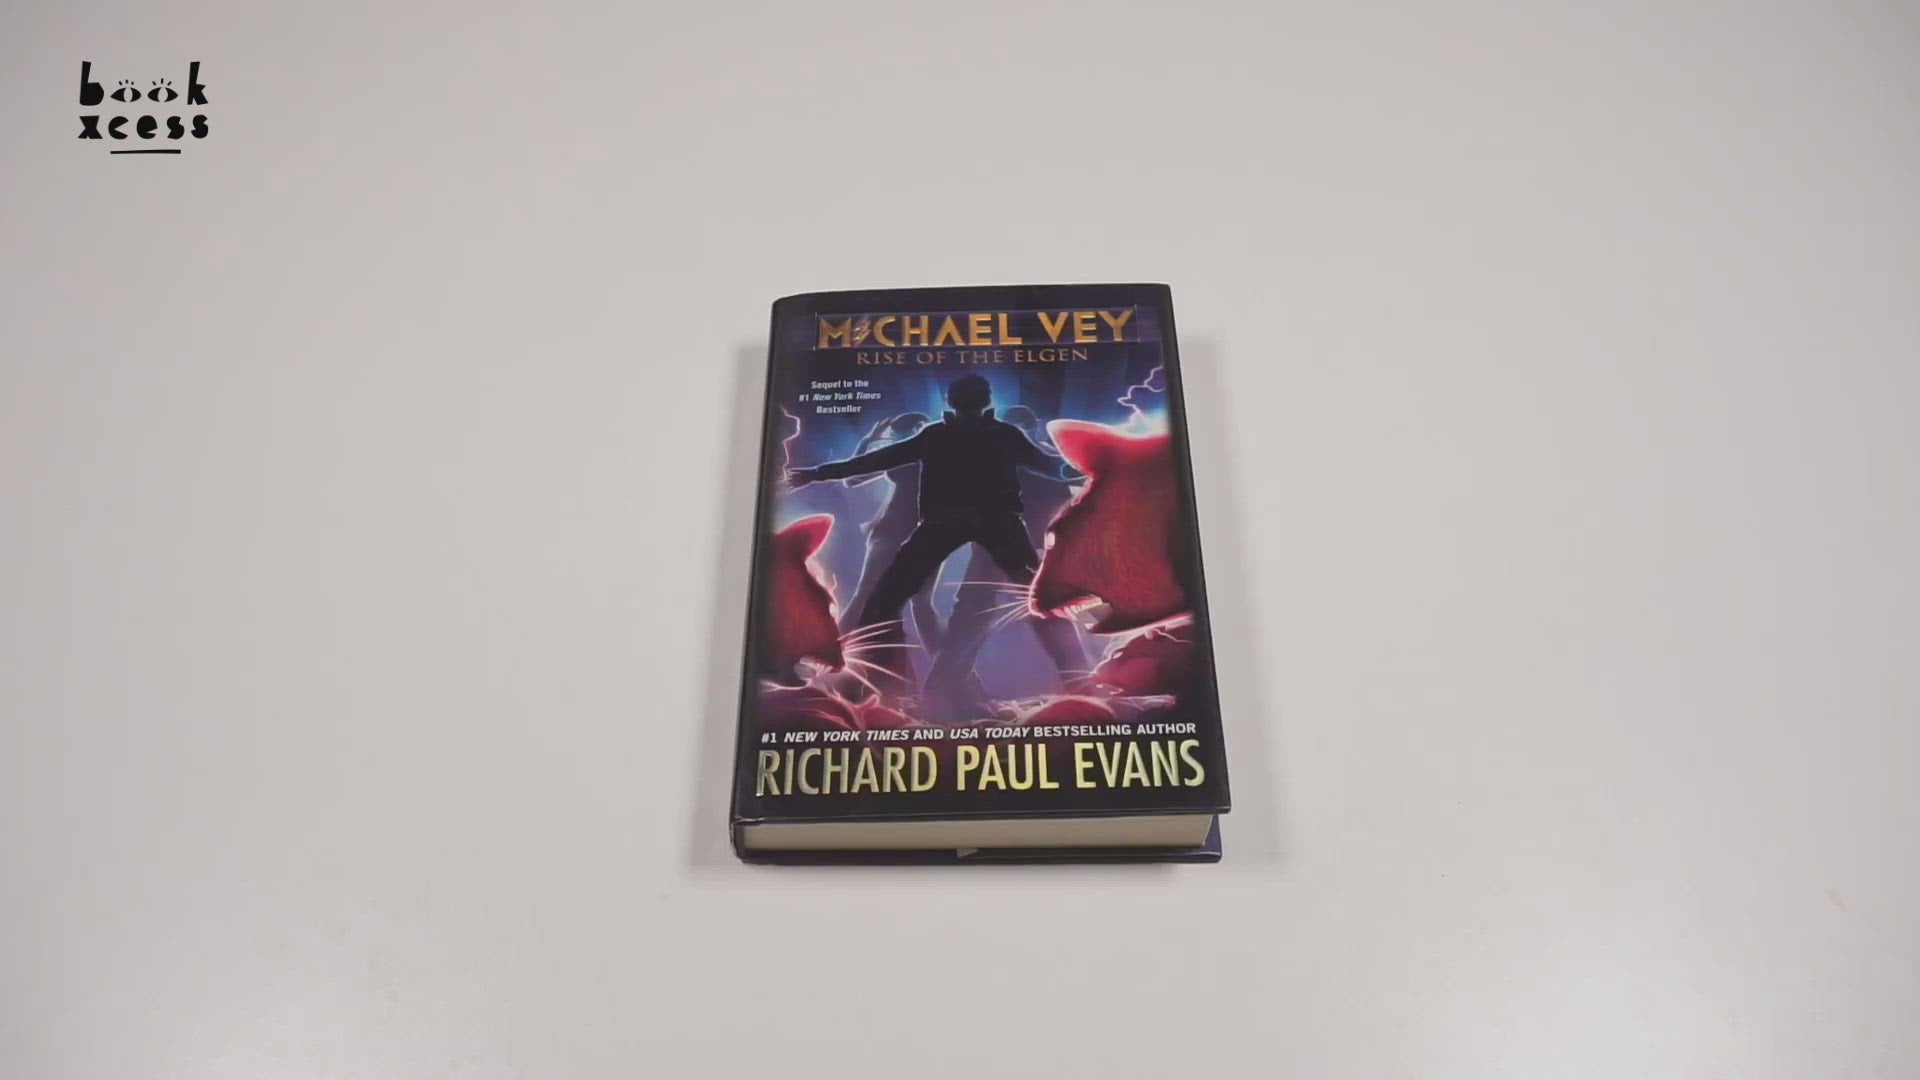 book
xcess
MICHAEL VEY
RISE OF THE ELGEN
Sequel to the
#1 New York Times
Bestseller
#1 NEW YORK TIMES AND USA TODAY BESTSELLING AUTHOR
RICHARD PAUL EVANS